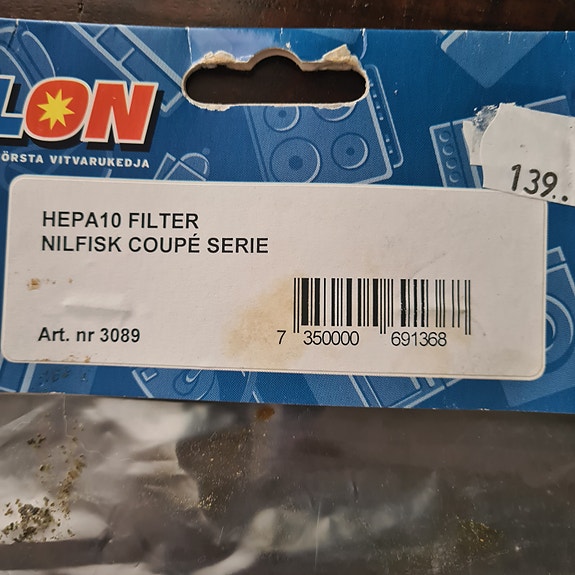 LON
ÖRSTA VITVARUKEDJA
139..
HEPA10 FILTER
NILFISK COUPÉ SERIE
Art. nr 3089
7 350000 691368